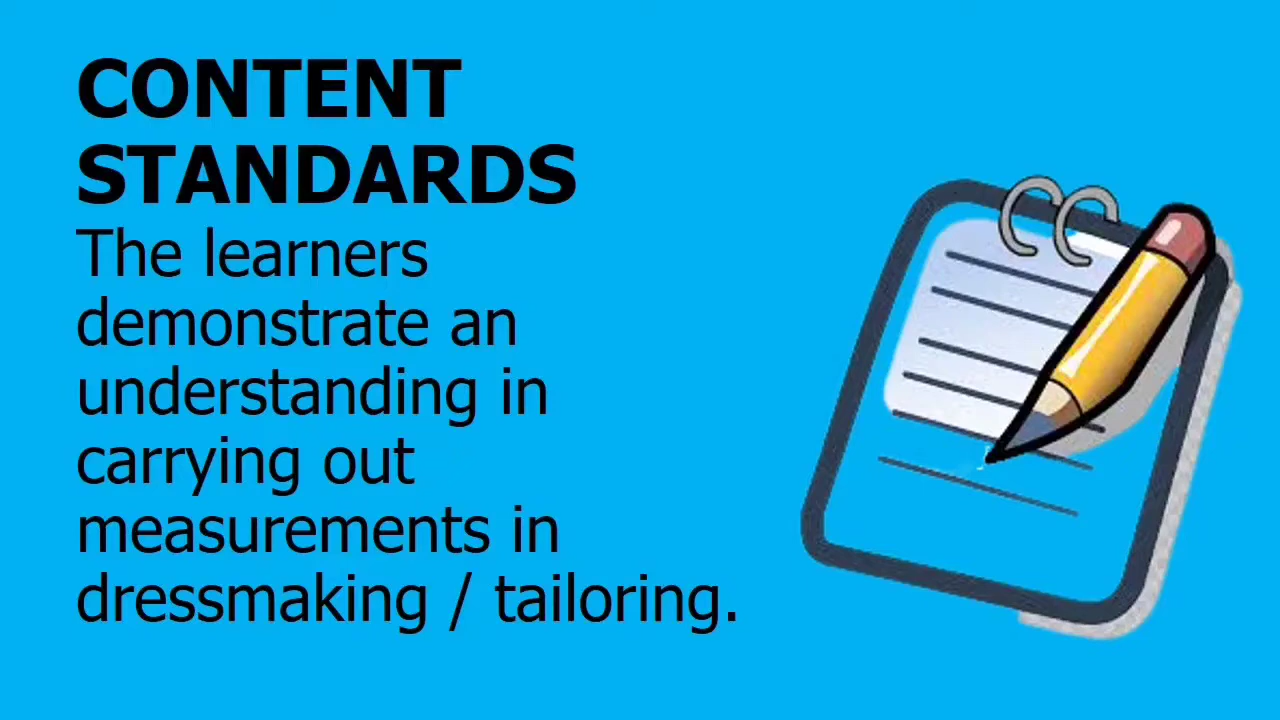 CONTENT
STANDARDS
The learners
demonstrate an
understanding in
carrying out
measurements in
dressmaking / tailoring.